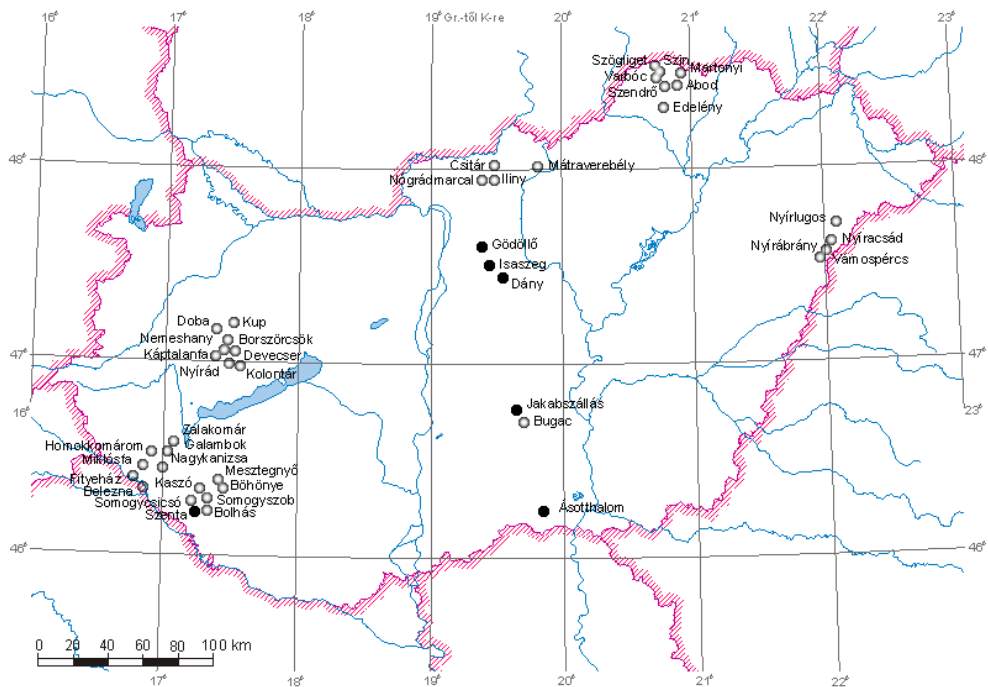 16° 17° 18° 19° Gr.-től K-re 20° 21° 22° 23°
Szögliget Szin
Varbóc Martonyi
Szendrő Abod
Edelény
48° 48°
Csitár Mátraverebély
Nógrádmarcal Iliny
Nyírlugos
Gödöllő Nyíracsád
Nyírábrány
Isaszeg Vámospércs
Dány
Doba Kup
Nemeshany Borszörcsök
Káptalanfa Devecser
47° 47°
Nyírád Kolontár
16° Jakabszállás 23°
Bugac
Zalakomár
Homokkomárom Galambok
Miklósfa Nagykanizsa
Fityeház Mesztegnyő
Belezna Kaszó Böhönye
Somogycsicsó Somogyszob
Szenta Bolhás Ásotthalom
46° 46°
0 20 40 60 80 100 km
17° 18° 19° 20° 21° 22°